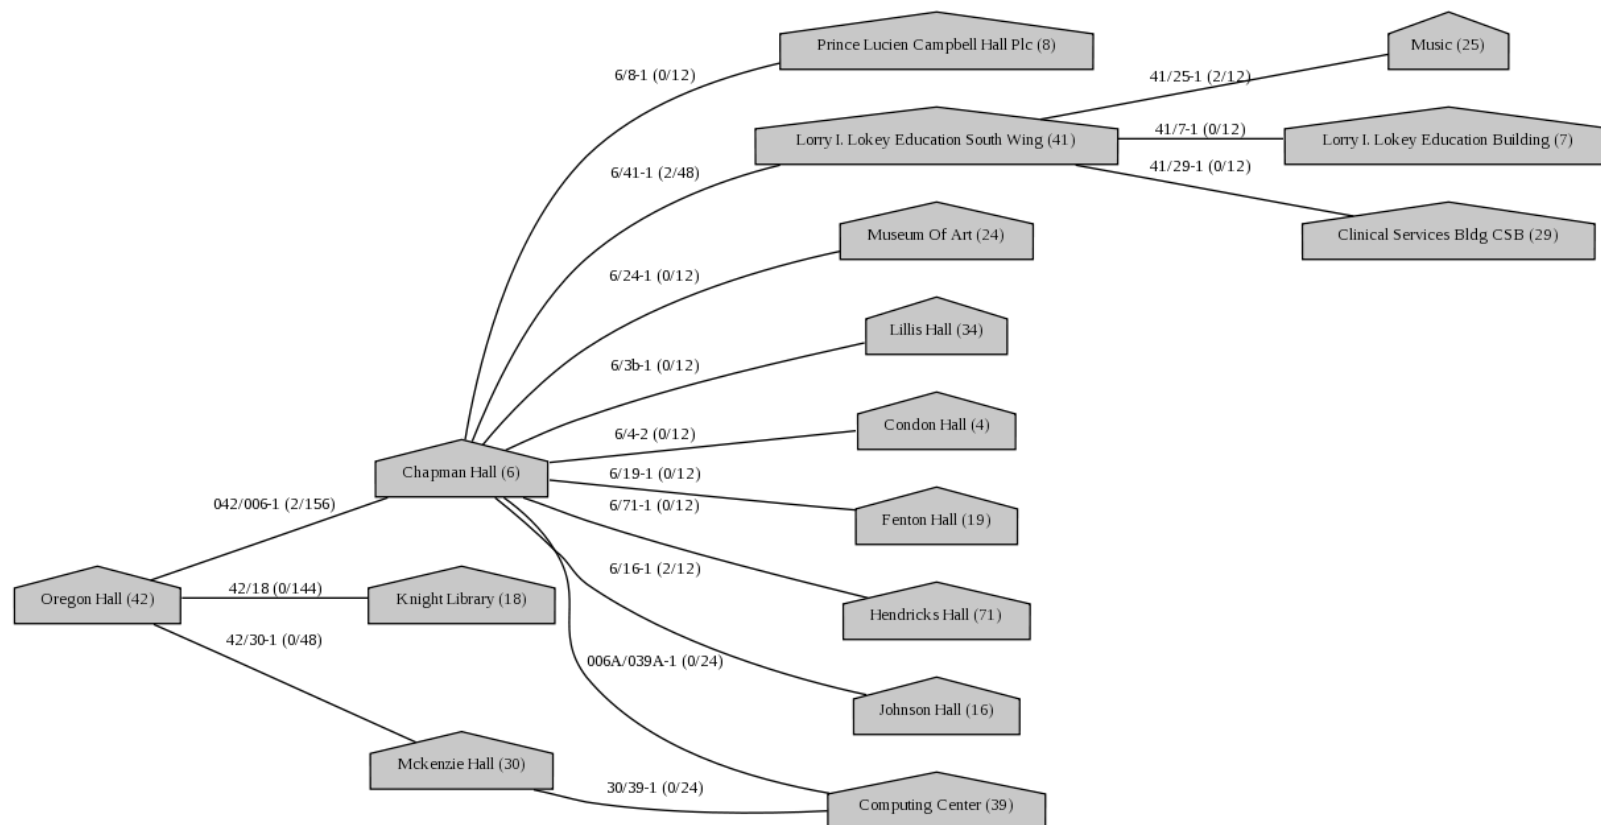 Prince Lucien Campbell Hall Plc (8)
Music (25)
6/8-1 (0/12)
41/25-1 (2/12)
Lorry I. Lokey Education South Wing (41)
41/7-1 (0/12)
Lorry I. Lokey Education Building (7)
6/41-1 (2/48)
41/29-1 (0/12)
Museum Of Art (24)
Clinical Services Bldg CSB (29)
6/24-1 (0/12)
Lillis Hall (34)
6/3b-1 (0/12)
Condon Hall (4)
6/4-2 (0/12)
Chapman Hall (6)
6/19-1 (0/12)
042/006-1 (2/156)
6/71-1 (0/12)
Fenton Hall (19)
6/16-1 (2/12)
42/18 (0/144)
Oregon Hall (42)
Knight Library (18)
Hendricks Hall (71)
42/30-1 (0/48)
006A/039A-1 (0/24)
Johnson Hall (16)
Mckenzie Hall (30)
30/39-1 (0/24)
Computing Center (39)